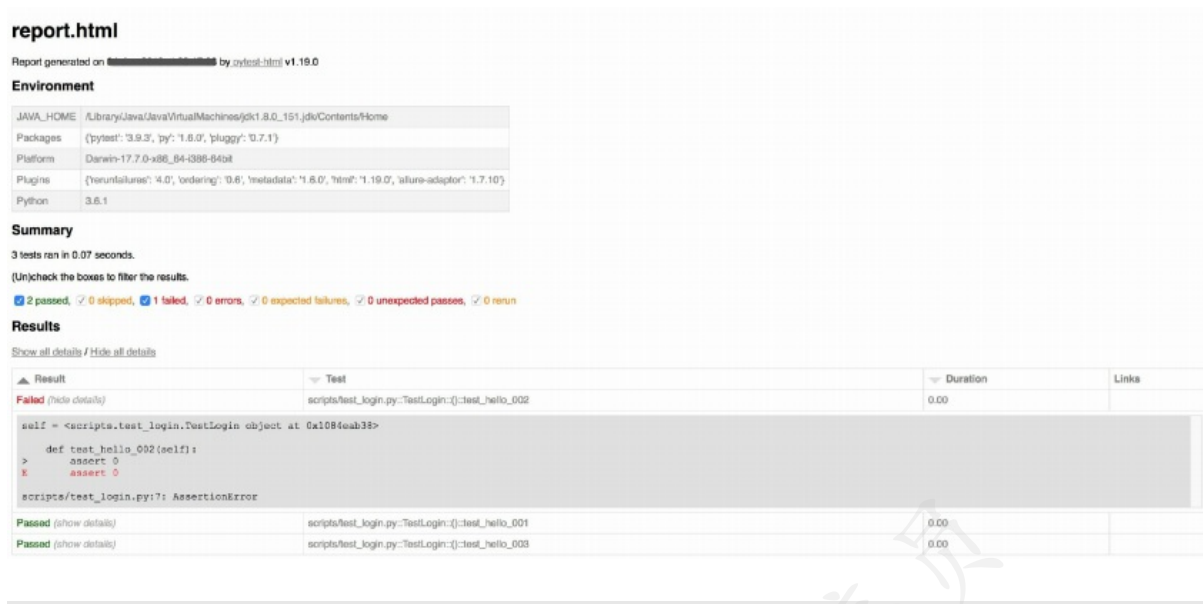 report.html
Report generated on by pytest-html v1.19.0
Environment
JAVA_HOME /Library/Java/JavaVirtualMachines/jdk1.8.0_151.jdk/Contents/Home
Packages {'pytest': '3.9.3', 'py': '1.6.0', 'pluggy': '0.7.1'}
Platform Darwin-17.7.0-x86_64-i386-64bit
Plugins {'rerunfailures': '4.0', 'ordering': '0.6', 'metadata': '1.6.0', 'html': '1.19.0', 'allure-adaptor': '1.7.10'}
Python 3.6.1
Summary
3 tests ran in 0.07 seconds.
(Un)check the boxes to filter the results.
2 passed, 0 skipped, 1 failed, 0 errors, 0 expected failures, 0 unexpected passes, 0 rerun
Results
Show all details / Hide all details
Result Test Duration Links
Failed (hide details) scripts/test_login.py::TestLogin::()::test_hello_002 0.00
self = <scripts.test_login.TestLogin object at 0x1084eab38>
def test_hello_002(self):
> assert 0
E assert 0
scripts/test_login.py:7: AssertionError
Passed (show details) scripts/test_login.py::TestLogin::()::test_hello_001 0.00
Passed (show details) scripts/test_login.py::TestLogin::()::test_hello_003 0.00